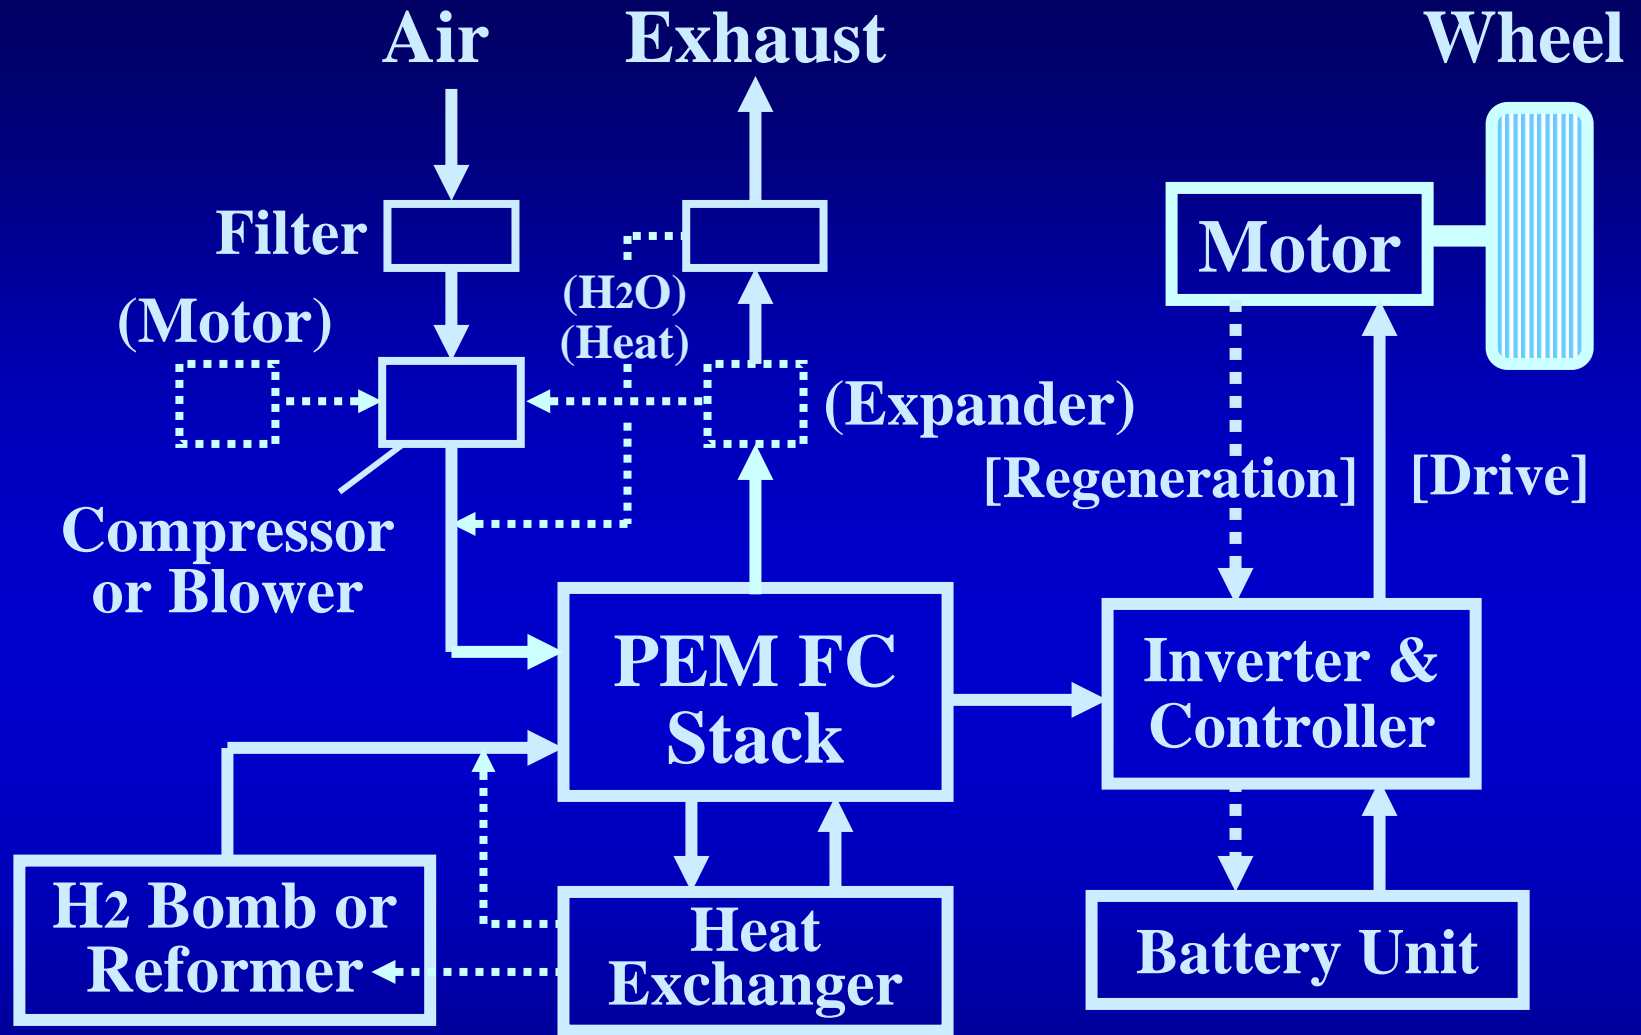 Air
Exhaust
Wheel
Filter
Motor
(H2O)
(Motor)
(Heat)
(Expander)
[Regeneration]
[Drive]
Compressor
or Blower
PEM FC
Stack
Inverter &
Controller
H2 Bomb or
Reformer
Heat
Exchanger
Battery Unit